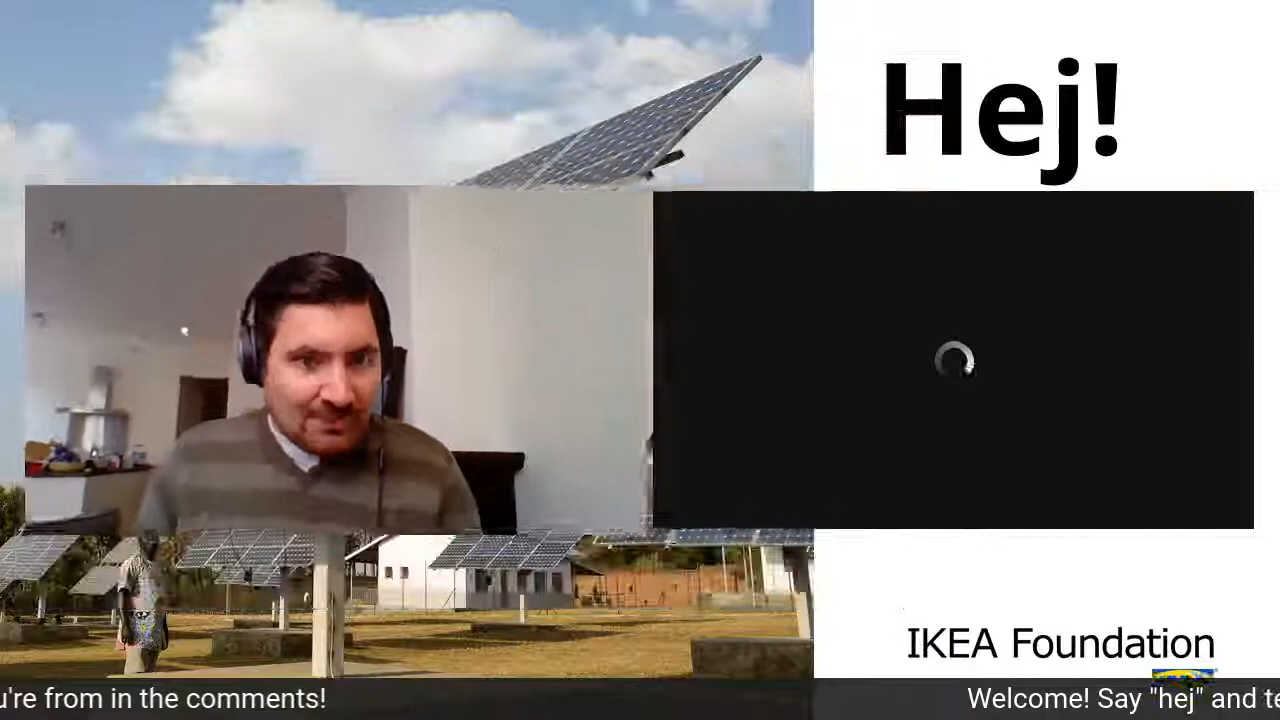 Hej!
IKEA Foundation
u're from in the comments!
Welcome! Say "hej" and te